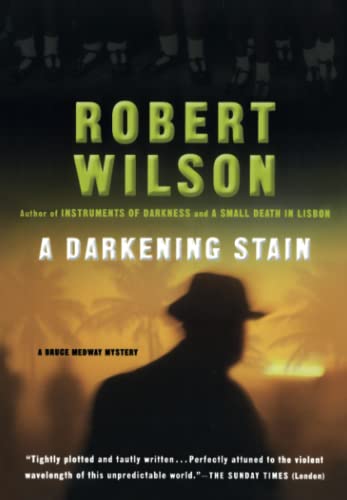 ROBERT
WILSON
Author of INSTRUMENTS OF DARKNESS and A SMALL DEATH IN LISBON
A DARKENING STAIN
A BRUCE MEDWAY MYSTERY
"Tightly plotted and tautly written...Perfectly attuned to the violent
wavelength of this unpredictable world."—THE SUNDAY TIMES (London)